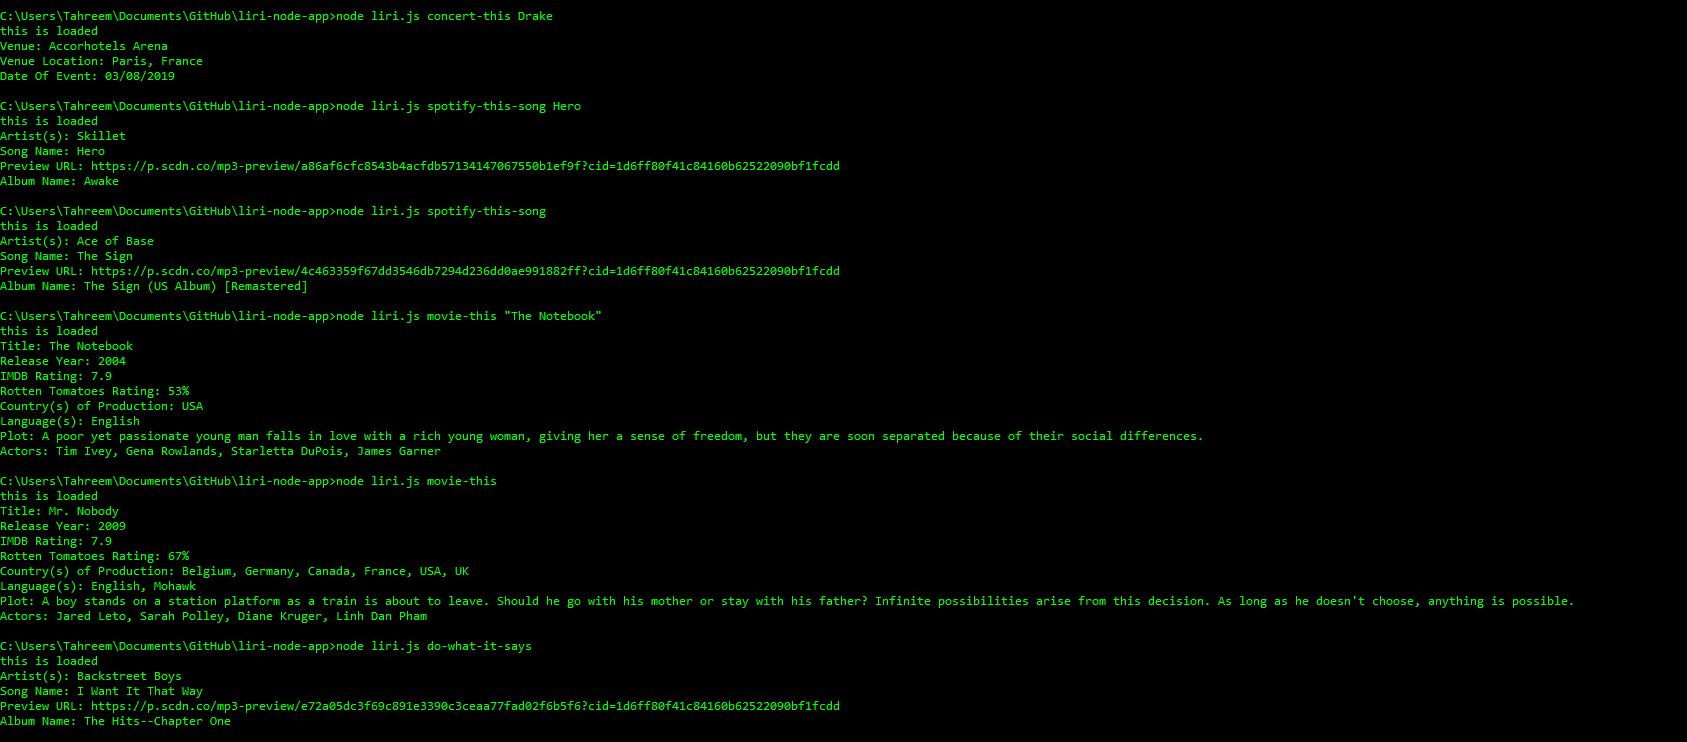 C:\Users\Tahreem\Documents\GitHub\liri-node-app>node liri.js concert-this Drake
this is loaded
Venue: Accorhotels Arena
Venue Location: Paris, France
Date Of Event: 03/08/2019
C:\Users\Tahreem\Documents\GitHub\liri-node-app>node liri.js spotify-this-song Hero
this is loaded
Artist(s): Skillet
Song Name: Hero
Preview URL: https://p.scdn.co/mp3-preview/a86af6cfc8543b4acfdb57134147067550b1ef9f?cid=1d6ff80f41c84160b62522090bf1fcdd
Album Name: Awake
C:\Users\Tahreem\Documents\GitHub\liri-node-app>node liri.js spotify-this-song
this is loaded
Artist(s): Ace of Base
Song Name: The Sign
Preview URL: https://p.scdn.co/mp3-preview/4c463359f67dd3546db7294d236dd0ae991882ff?cid=1d6ff80f41c84160b62522090bf1fcdd
Album Name: The Sign (US Album) [Remastered]
C:\Users\Tahreem\Documents\GitHub\liri-node-app>node liri.js movie-this "The Notebook"
this is loaded
Title: The Notebook
Release Year: 2004
IMDB Rating: 7.9
Rotten Tomatoes Rating: 53%
Country(s) of Production: USA
Language(s): English
Plot: A poor yet passionate young man falls in love with a rich young woman, giving her a sense of freedom, but they are soon separated because of their social differences.
Actors: Tim Ivey, Gena Rowlands, Starletta DuPois, James Garner
C:\Users\Tahreem\Documents\GitHub\liri-node-app>node liri.js movie-this
this is loaded
Title: Mr. Nobody
Release Year: 2009
IMDB Rating: 7.9
Rotten Tomatoes Rating: 67%
Country(s) of Production: Belgium, Germany, Canada, France, USA, UK
Language(s): English, Mohawk
Plot: A boy stands on a station platform as a train is about to leave. Should he go with his mother or stay with his father? Infinite possibilities arise from this decision. As long as he doesn't choose, anything is possible.
Actors: Jared Leto, Sarah Polley, Diane Kruger, Linh Dan Pham
C:\Users\Tahreem\Documents\GitHub\liri-node-app>node liri.js do-what-it-says
this is loaded
Artist(s): Backstreet Boys
Song Name: I Want It That Way
Preview URL: https://p.scdn.co/mp3-preview/e72a05dc3f69c891e3390c3ceaa77fad02f6b5f6?cid=1d6ff80f41c84160b62522090bf1fcdd
Album Name: The Hits--Chapter One